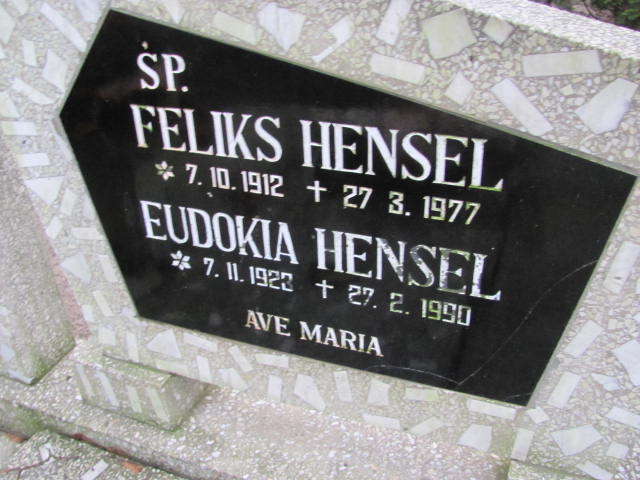 ŚP.
FELIKS HENSEL
* 7. 10. 1912 + 27 3. 1977
EUDOKIA HENSEL
* 7. 11. 1923 + 27. 2. 1990
AVE MARIA